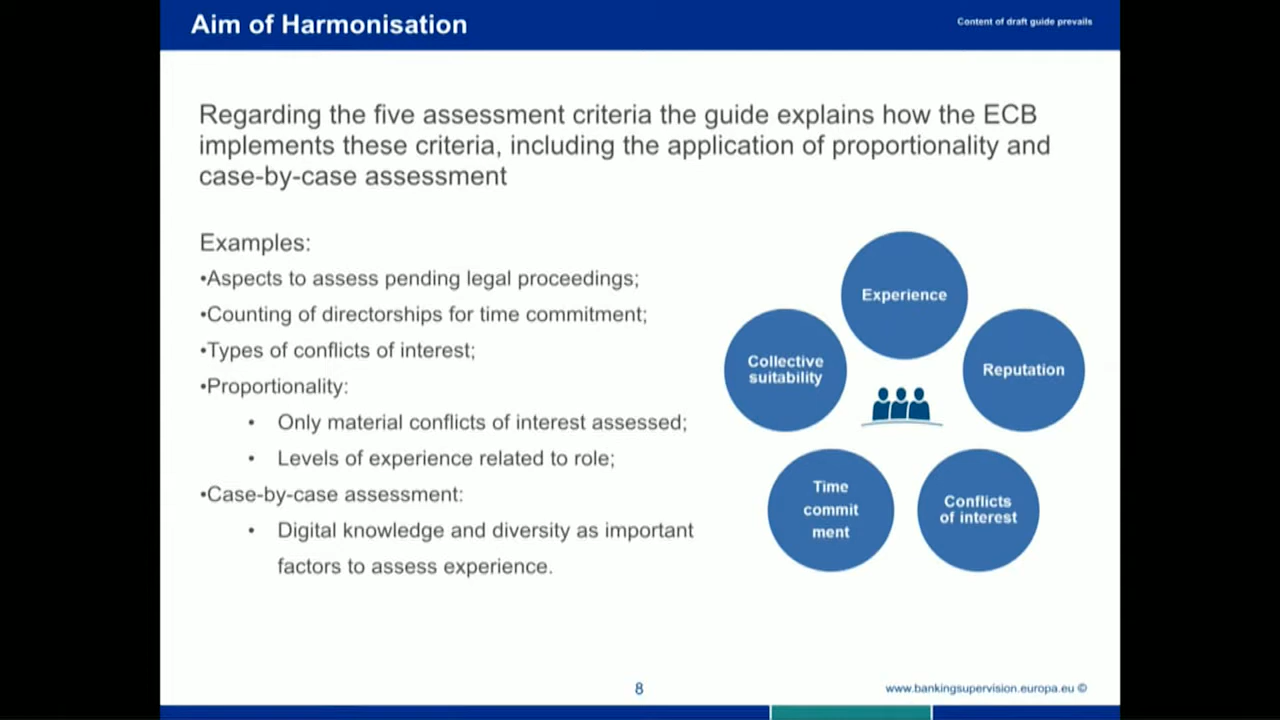 Aim of Harmonisation
Content of draft guide prevails
Regarding the five assessment criteria the guide explains how the ECB
implements these criteria, including the application of proportionality and
case-by-case assessment
Examples:
•Aspects to assess pending legal proceedings;
•Counting of directorships for time commitment;
•Types of conflicts of interest;
•Proportionality:
• Only material conflicts of interest assessed;
• Levels of experience related to role;
•Case-by-case assessment:
• Digital knowledge and diversity as important
factors to assess experience.
Experience
Collective
suitability
Reputation
Time
commit
ment
Conflicts
of interest
8
www.bankingsupervision.europa.eu ©